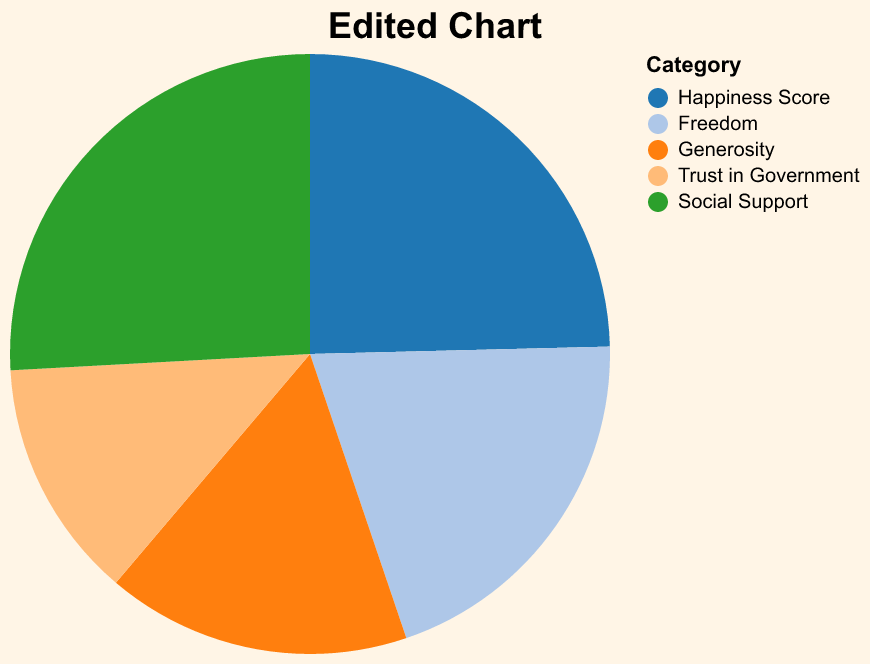 Edited Chart
Category
Happiness Score
Freedom
Generosity
Trust in Government
Social Support